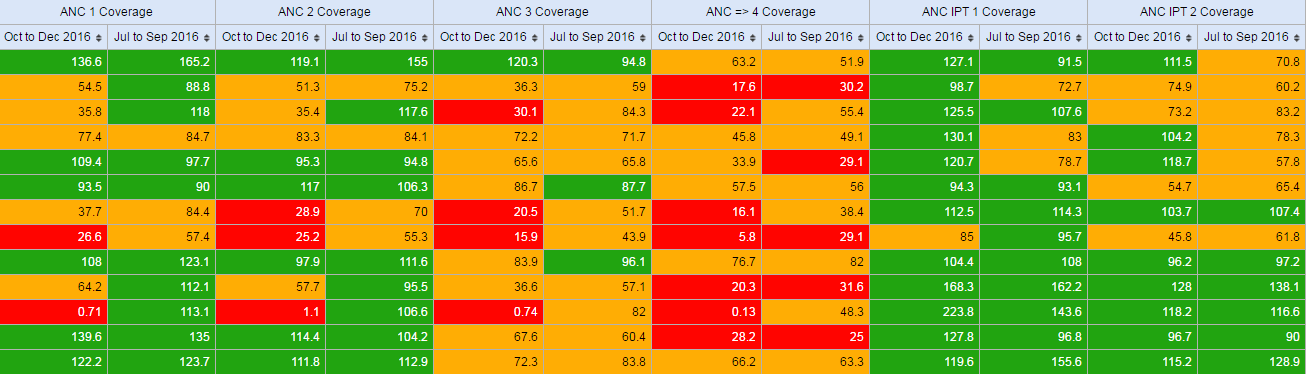 ANC 1 Coverage ANC 2 Coverage ANC 3 Coverage ANC => 4 Coverage ANC IPT 1 Coverage ANC IPT 2 Coverage
Oct to Dec 2016 Jul to Sep 2016 Oct to Dec 2016 Jul to Sep 2016 Oct to Dec 2016 Jul to Sep 2016 Oct to Dec 2016 Jul to Sep 2016 Oct to Dec 2016 Jul to Sep 2016 Oct to Dec 2016 Jul to Sep 2016
136.6 165.2 119.1 155 120.3 94.8 63.2 51.9 127.1 91.5 111.5 70.8
54.5 88.8 51.3 75.2 36.3 59 17.6 30.2 98.7 72.7 74.9 60.2
35.8 118 35.4 117.6 30.1 84.3 22.1 55.4 125.5 107.6 73.2 83.2
77.4 84.7 83.3 84.1 72.2 71.7 45.8 49.1 130.1 83 104.2 78.3
109.4 97.7 95.3 94.8 65.6 65.8 33.9 29.1 120.7 78.7 118.7 57.8
93.5 90 117 106.3 86.7 87.7 57.5 56 94.3 93.1 54.7 65.4
37.7 84.4 28.9 70 20.5 51.7 16.1 38.4 112.5 114.3 103.7 107.4
26.6 57.4 25.2 55.3 15.9 43.9 5.8 29.1 85 95.7 45.8 61.8
108 123.1 97.9 111.6 83.9 96.1 76.7 82 104.4 108 96.2 97.2
64.2 112.1 57.7 95.5 36.6 57.1 20.3 31.6 168.3 162.2 128 138.1
0.71 113.1 1.1 106.6 0.74 82 0.13 48.3 223.8 143.6 118.2 116.6
139.6 135 114.4 104.2 67.6 60.4 28.2 25 127.8 96.8 96.7 90
122.2 123.7 111.8 112.9 72.3 83.8 66.2 63.3 119.6 155.6 115.2 128.9